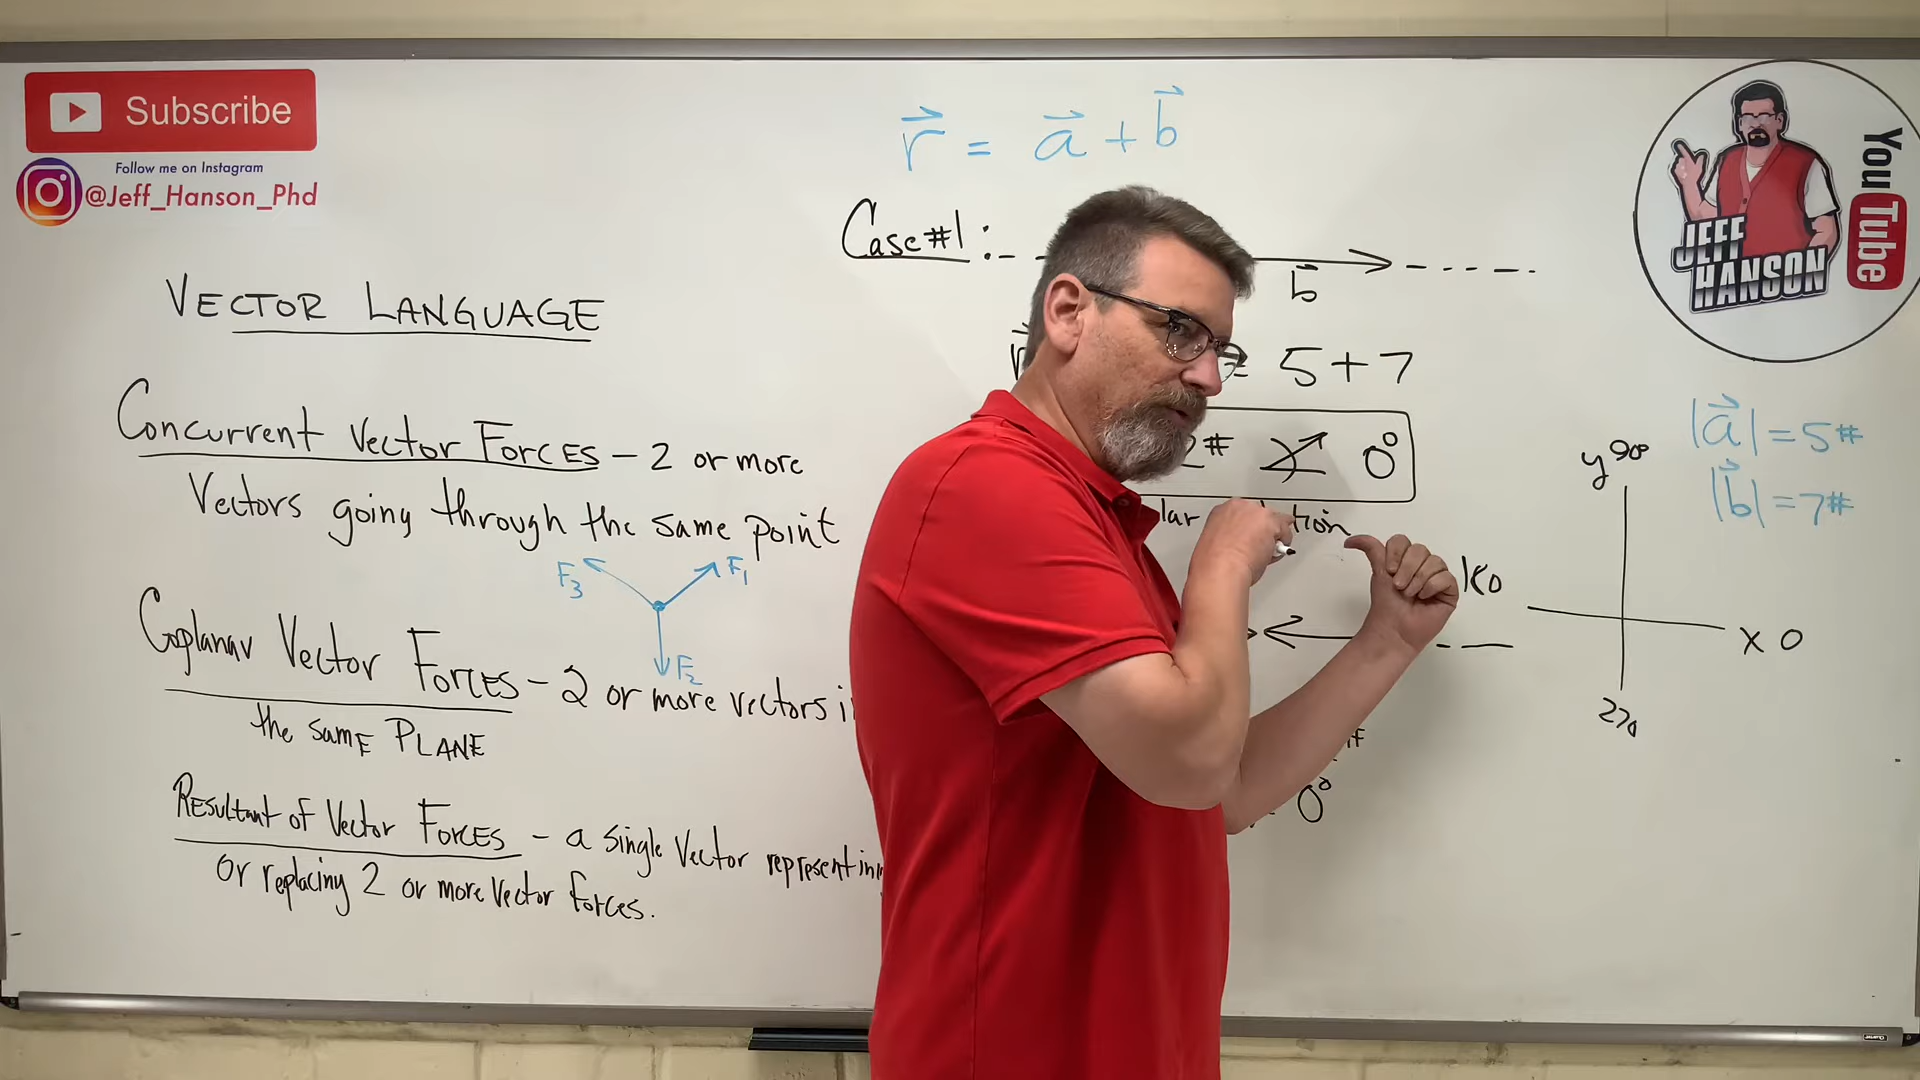 Subscribe
Follow me on Instagram
@Jeff_Hanson_Phd
VECTOR LANGUAGE
Concurrent Vector Forces - 2 or more
Vectors going through the same point
F3
F1
F2
Coplanar Vector Forces - 2 or more vectors i
the same PLANE
Resultant of Vector Forces - a single Vector representin
or replacing 2 or more Vector forces.
r = a + b
Case #1:
b
= 5 + 7
2# 0°
lar tion
0°
y 90°
180
x 0
270
|a| = 5#
|b| = 7#
JEFF
HANSON
YouTube